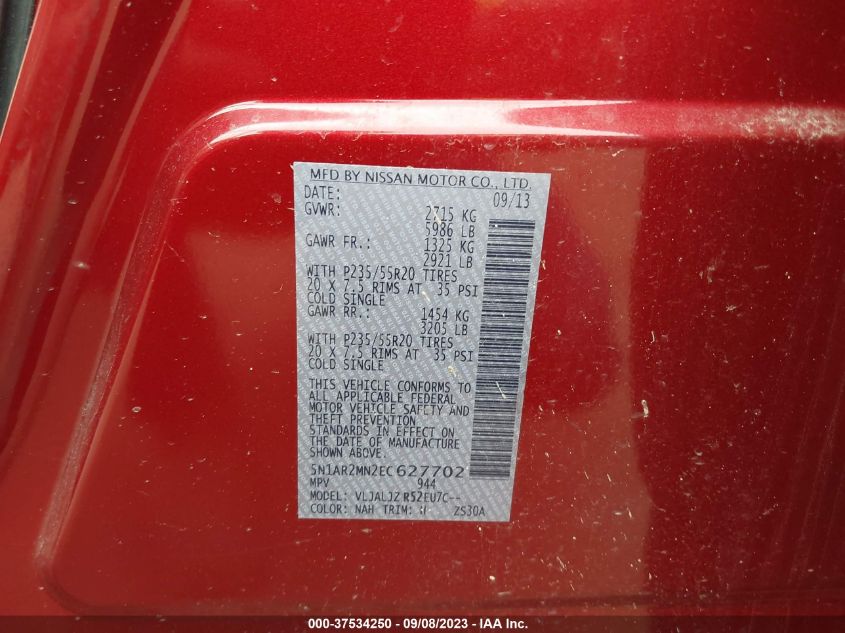 MFD BY NISSAN MOTOR CO., LTD.
DATE: 09/13
GVWR: 2715 KG
5986 LB
GAWR FR.: 1325 KG
2921 LB
WITH P235/55R20 TIRES
20 X 7.5 RIMS AT 35 PSI
COLD SINGLE
GAWR RR.: 1454 KG
3205 LB
WITH P235/55R20 TIRES
20 X 7.5 RIMS AT 35 PSI
COLD SINGLE
THIS VEHICLE CONFORMS TO
ALL APPLICABLE FEDERAL
MOTOR VEHICLE SAFETY AND
THEFT PREVENTION
STANDARDS IN EFFECT ON
THE DATE OF MANUFACTURE
SHOWN ABOVE.
5N1AR2MN2EC627702
MPV 944
MODEL: VLJALJZ R52EU7C--
COLOR: NAH TRIM: ZS30A
000-37534250 - 09/08/2023 - IAA Inc.